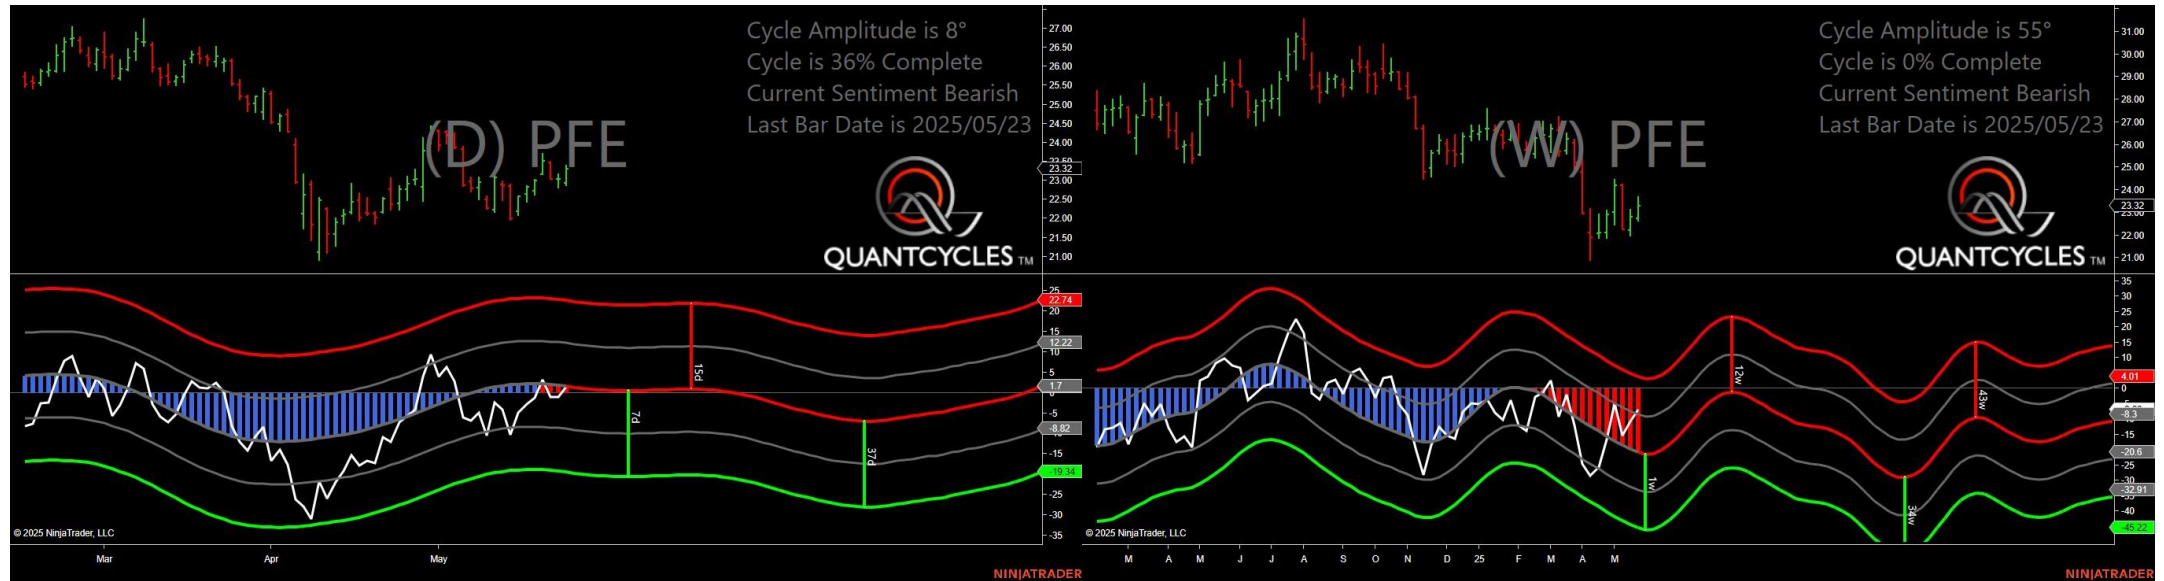 Cycle Amplitude is 8°
Cycle is 36% Complete
Current Sentiment Bearish
Last Bar Date is 2025/05/23
(D) PFE
QUANTCYCLES TM
27.00
26.50
26.00
25.50
25.00
24.50
24.00
23.50
23.32
23.00
22.50
22.00
21.50
21.00
25
22.74
20
15
12.22
10
5
1.7
0
-5
-8.82
-15
-19.34
-25
-30
-35
15d
7d
37d
© 2025 NinjaTrader, LLC
Mar Apr May
NINJATRADER
Cycle Amplitude is 55°
Cycle is 0% Complete
Current Sentiment Bearish
Last Bar Date is 2025/05/23
(W) PFE
QUANTCYCLES TM
31.00
30.00
29.00
28.00
27.00
26.00
25.00
24.00
23.32
23.00
22.00
21.00
35
30
25
20
15
10
4.01
0
-8.3
-15
-20.6
-25
-30
-32.91
-40
-45.22
12w
43w
1w
34w
© 2025 NinjaTrader, LLC
M A M J J A S O N D 25 F M A M
NINJATRADER